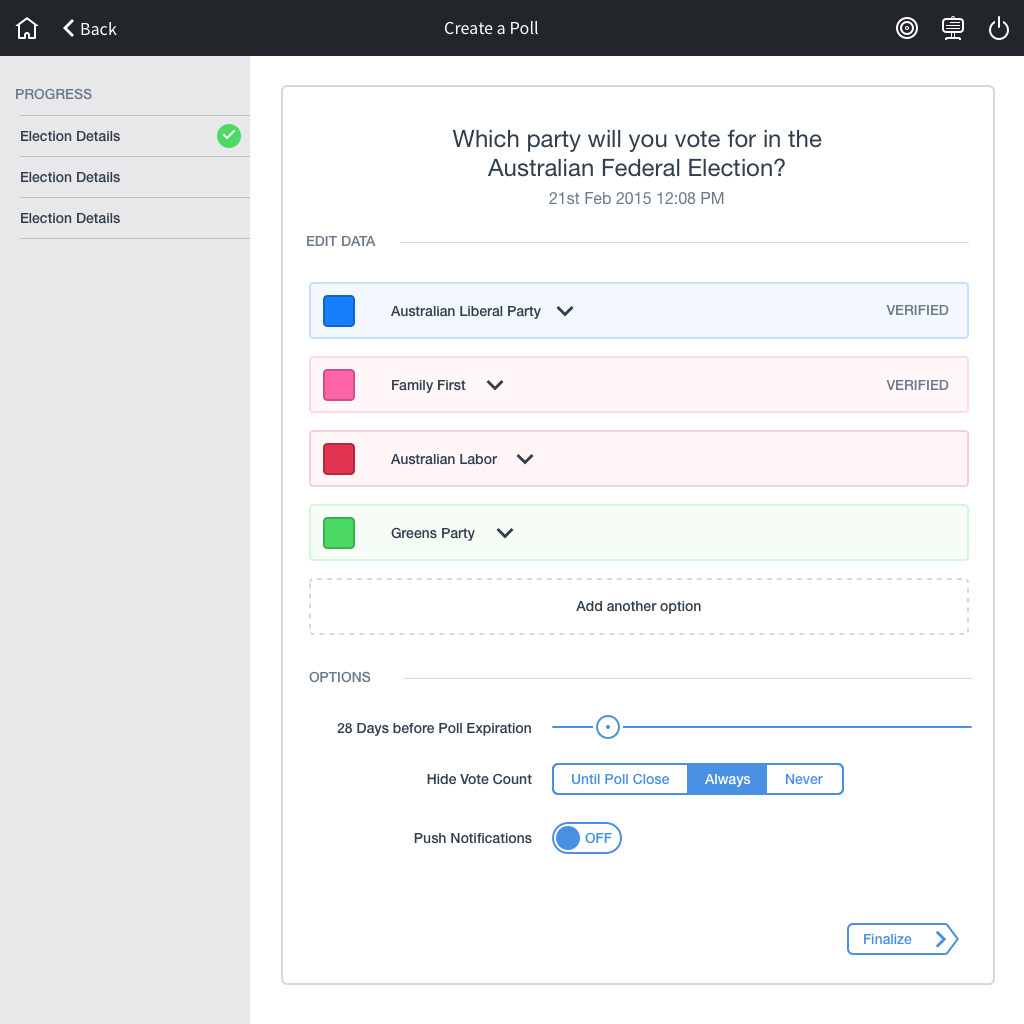 Back
Create a Poll
PROGRESS
Election Details
Election Details
Election Details
Which party will you vote for in the
Australian Federal Election?
21st Feb 2015 12:08 PM
EDIT DATA
Australian Liberal Party
VERIFIED
Family First
VERIFIED
Australian Labor
Greens Party
Add another option
OPTIONS
28 Days before Poll Expiration
Hide Vote Count
Until Poll Close
Always
Never
Push Notifications
OFF
Finalize